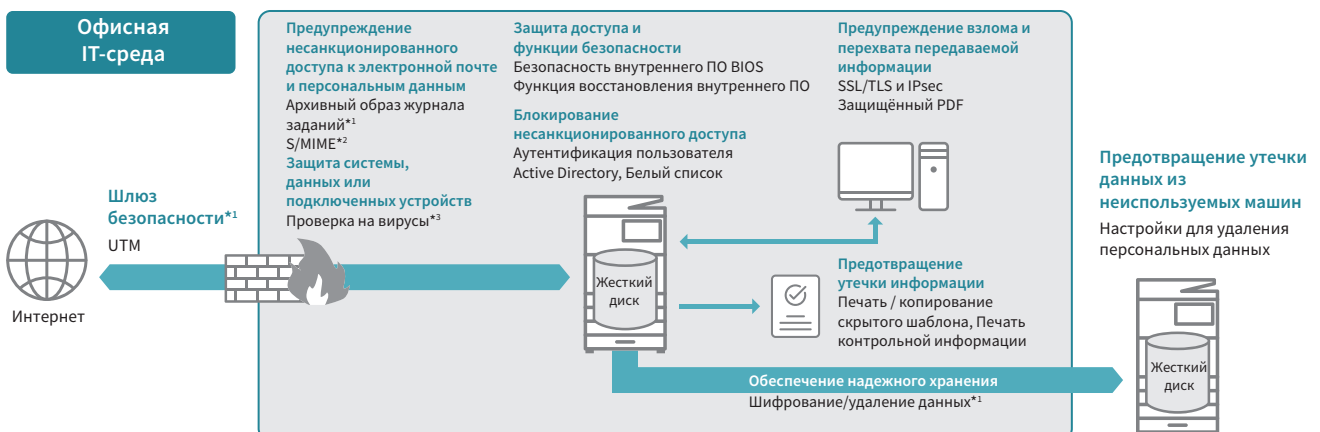 Офисная
IT-среда
Шлюз
безопасности*1
UTM
Интернет
Предупреждение
несанкционированного
доступа к электронной почте
и персональным данным
Архивный образ журнала
заданий*1
S/MIME*2
Защита системы,
данных или
подключенных устройств
Проверка на вирусы*3
Защита доступа и
функции безопасности
Безопасность внутреннего ПО BIOS
Функция восстановления внутреннего ПО
Блокирование
несанкционированного доступа
Аутентификация пользователя
Active Directory, Белый список
Жесткий
диск
Предупреждение взлома и
перехвата передаваемой
информации
SSL/TLS и IPsec
Защищённый PDF
Предотвращение
утечки информации
Печать / копирование
скрытого шаблона, Печать
контрольной информации
Обеспечение надежного хранения
Шифрование/удаление данных*1
Предотвращение утечки
данных из
неиспользуемых машин
Настройки для удаления
персональных данных
Жесткий
диск